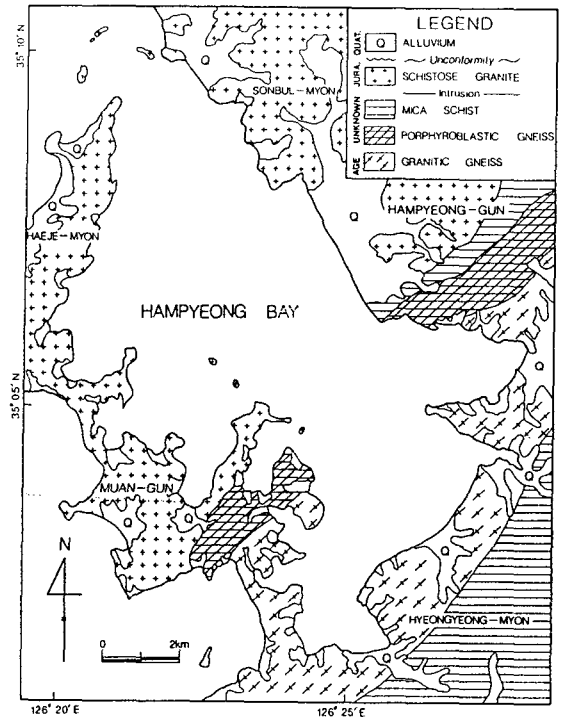 LEGEND
QUAT.
Q ALLUVIUM
Unconformity
JURA.
SCHISTOSE GRANITE
Intrusion
AGE UNKNOWN
MICA SCHIST
PORPHYROBLASTIC GNEISS
GRANITIC GNEISS
35° 10' N
SONBUL-MYON
Q
Q
Q
Q
HAMPYEONG-GUN
HAEJE-MYON
HAMPYEONG BAY
Q
35° 05' N
Q
MUAN-GUN
Q
Q
Q
N
HYEONGYEONG-MYON
0 2km
Q
126° 20' E
126° 25' E